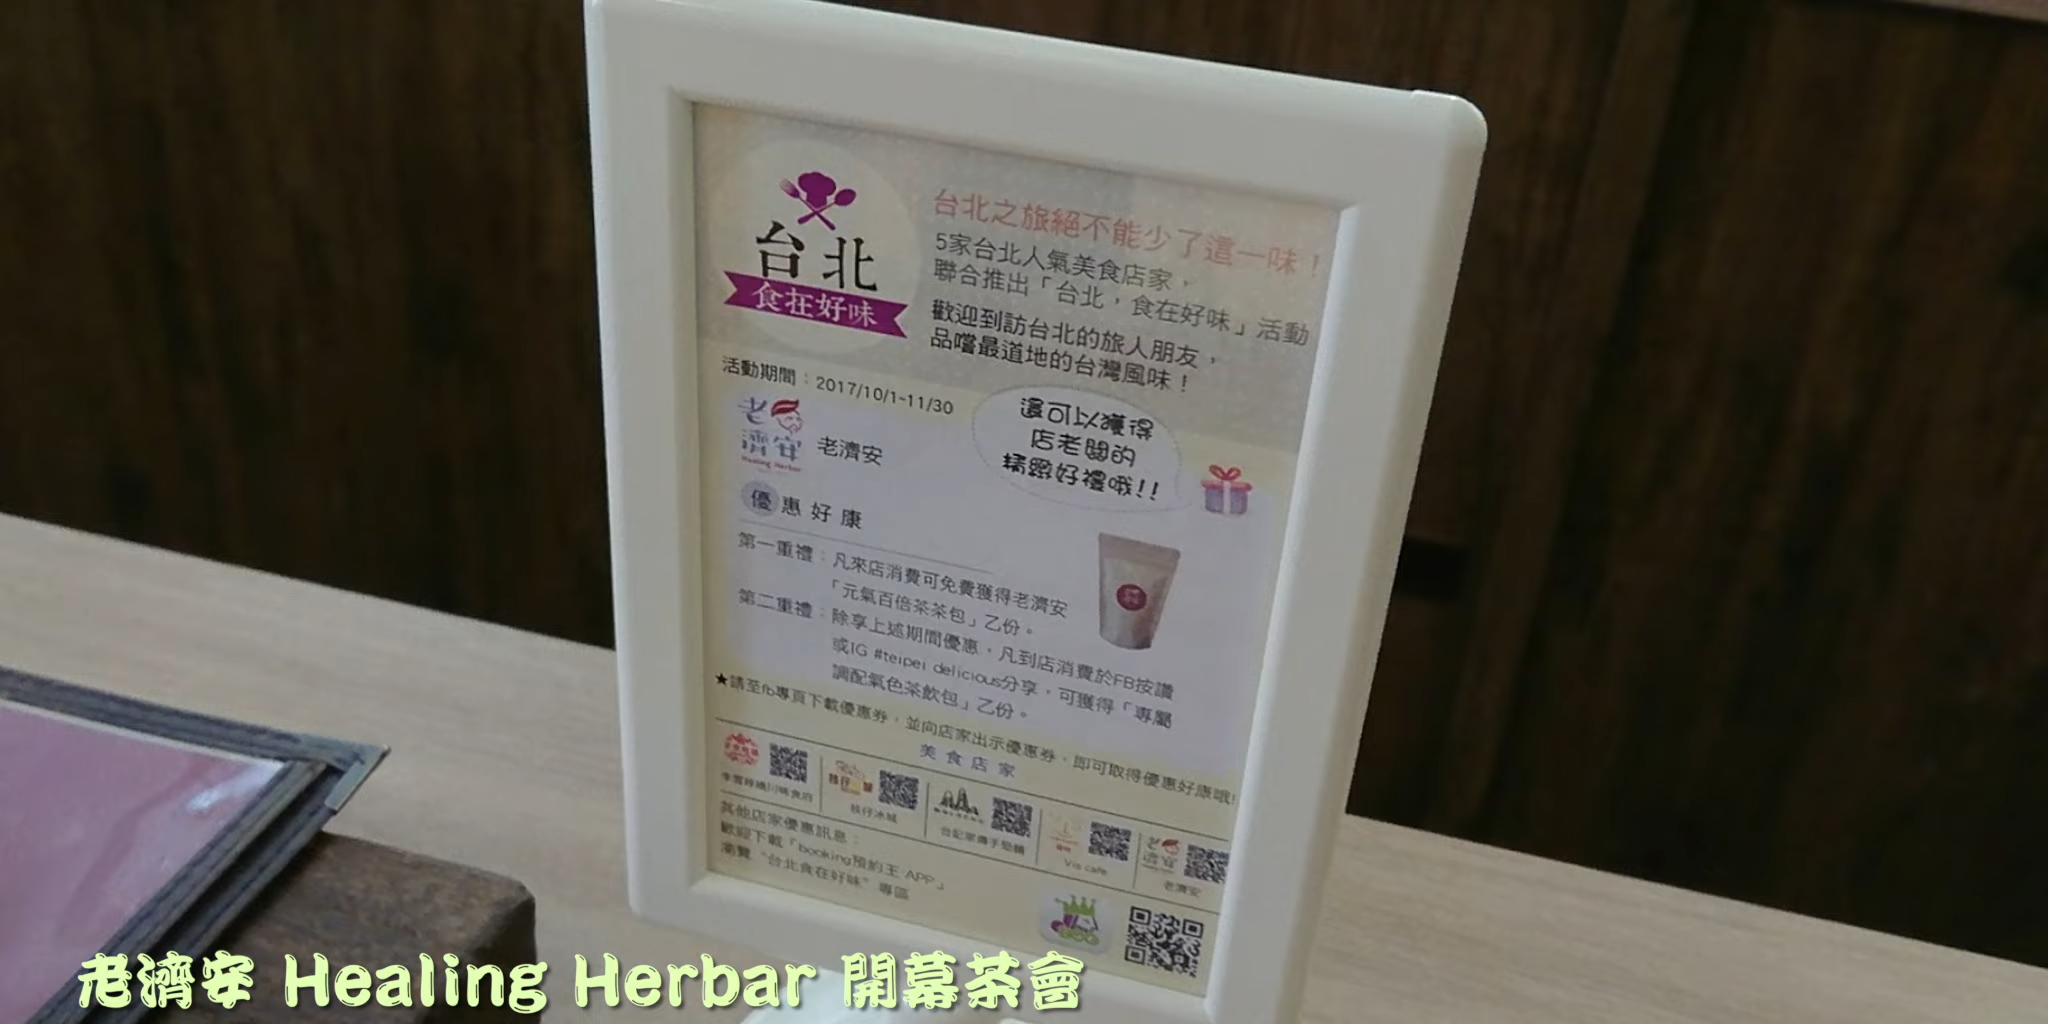 台北
食在好味
台北之旅絕不能少了這一味！
5家台北人氣美食店家，
聯合推出「台北，食在好味」活動
歡迎到訪台北的旅人朋友，
品嚐最道地的台灣風味！
活動期間：2017/10/1~11/30
老濟安
Healing Herbar
老濟安
還可以獲得
店老闆的
精緻好禮哦!!
優惠好康
第一重禮：凡來店消費可免費獲得老濟安
「元氣百倍茶茶包」乙份。
第二重禮：除享上述期間優惠，凡到店消費於FB按讚
或IG #teipei delicious分享，可獲得「專屬
調配氣色茶飲包」乙份。
★請至fb專頁下載優惠券，並向店家出示優惠券，即可取得優惠好康哦!
美食店家
枝仔冰城
Vis cafe
老濟安
其他店家優惠訊息：
歡迎下載「booking預約王 APP」
瀏覽“台北食在好味”專區
老濟安 Healing Herbar 開幕茶會